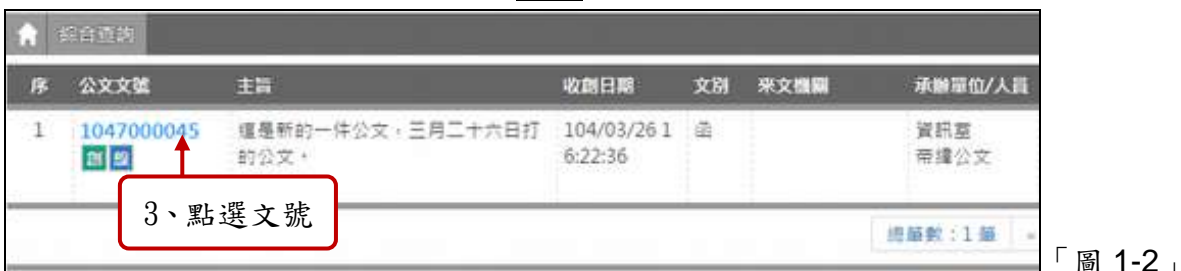 綜合查詢
序 公文文號 主旨 收創日期 文別 來文機關 承辦單位/人員
1 1047000045 這是新的一件公文，三月二十六日打 104/03/26 1 函 資訊室
創 般 的公文。 6:22:36 帝緯公文
3、點選文號
總筆數：1 筆 «
「圖 1-2」